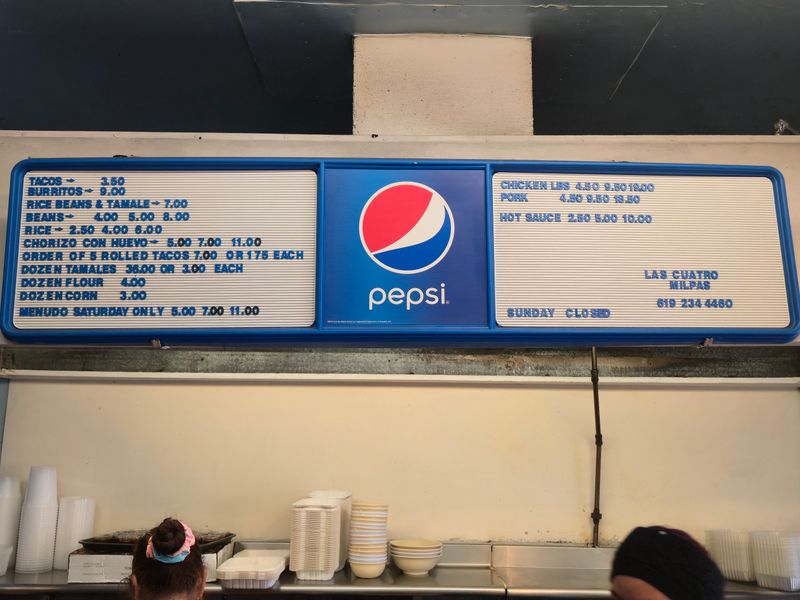 TACOS → 3.50
BURRITOS → 9.00
RICE BEANS & TAMALE → 7.00
BEANS → 4.00 5.00 8.00
RICE → 2.50 4.00 6.00
CHORIZO CON HUEVO → 5.00 7.00 11.00
ORDER OF 5 ROLLED TACOS 7.00 OR 1 75 EACH
DOZEN TAMALES 36.00 OR 3.00 EACH
DOZEN FLOUR 4.00
DOZEN CORN 3.00
MENUDO SATURDAY ONLY 5.00 7.00 11.00
pepsi®
CHICKEN LBS 4.50 9.50 19.00
PORK 4.50 9.50 18.50
HOT SAUCE 2.50 5.00 10.00
LAS CUATRO
MILPAS
619 234 4460
SUNDAY CLOSED